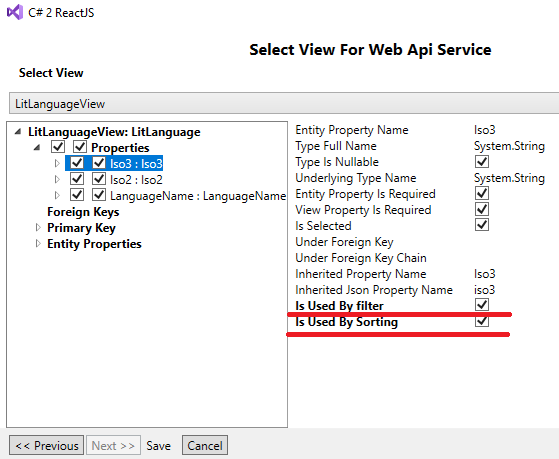 C# 2 ReactJS
Select View For Web Api Service
Select View
LitLanguageView
LitLanguageView: LitLanguage
Properties
Iso3 : Iso3
Iso2 : Iso2
LanguageName : LanguageName
Foreign Keys
Primary Key
Entity Properties
Entity Property Name Iso3
Type Full Name System.String
Type Is Nullable
Underlying Type Name System.String
Entity Property Is Required
View Property Is Required
Is Selected
Under Foreign Key
Under Foreign Key Chain
Inherited Property Name Iso3
Inherited Json Property Name iso3
Is Used By filter
Is Used By Sorting
<< Previous Next >> Save Cancel